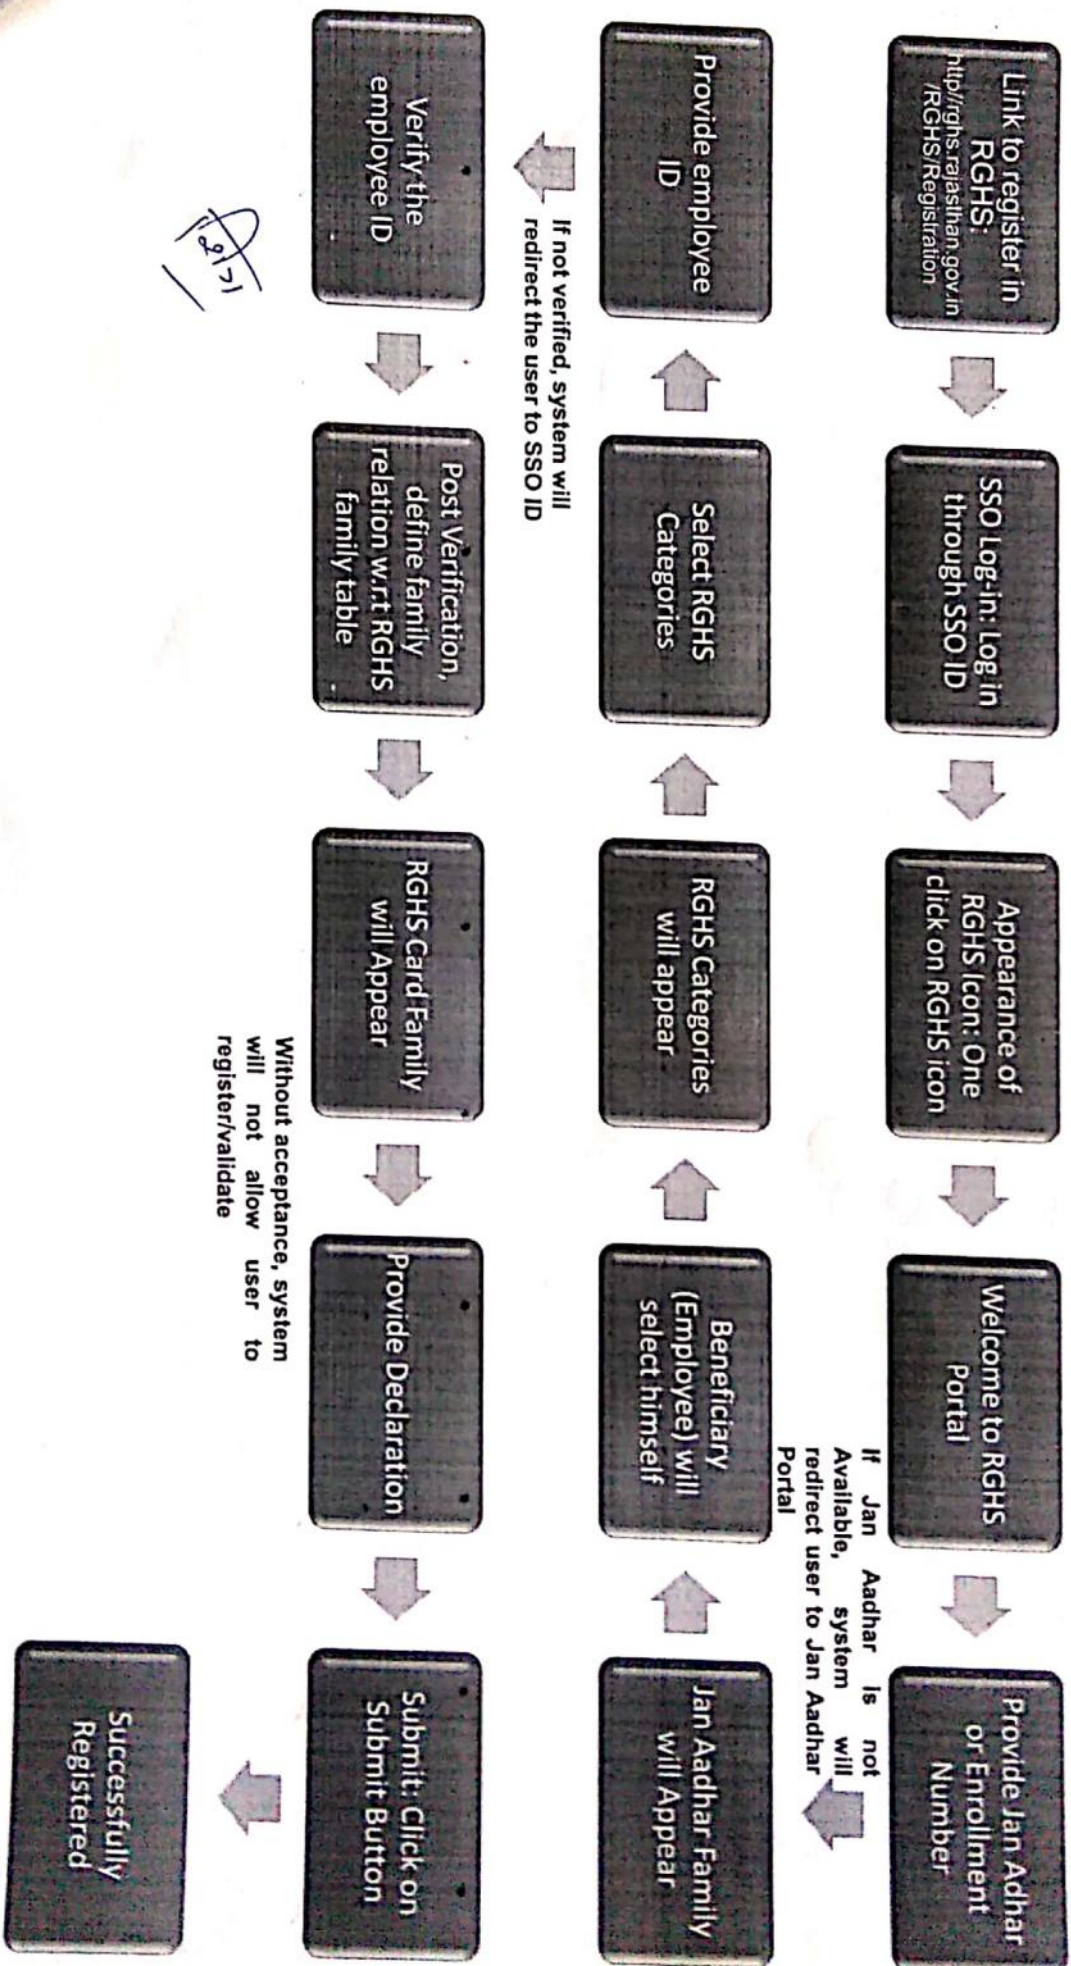 Link to register in
RGHS:
http//rghs.rajasthan.gov.in
/RGHS/Registration
SSO Log-in: Log in
through SSO ID
Appearance of
RGHS Icon: One
click on RGHS icon
Welcome to RGHS
Portal
Provide Jan Adhar
or Enrollment
Number
If Jan Aadhar is not
Available, system will
redirect user to Jan Aadhar
Portal
Jan Aadhar Family
will Appear
Beneficiary
(Employee) will
select himself
RGHS Categories
will appear
Select RGHS
Categories
Provide employee
ID
If not verified, system will
redirect the user to SSO ID
Verify the
employee ID
Post Verification,
define family
relation w.r.t RGHS
family table
RGHS Card Family
will Appear
Provide Declaration
Without acceptance, system
will not allow user to
register/validate
Submit: Click on
Submit Button
Successfully
Registered